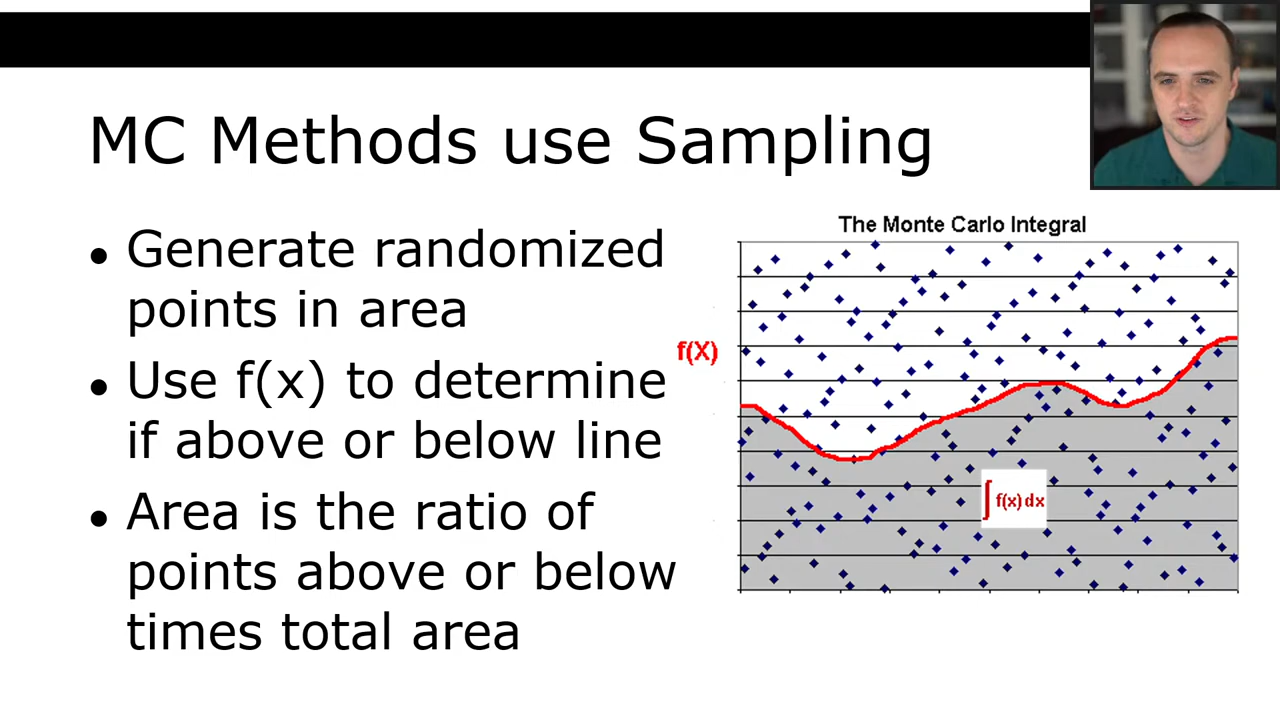 MC Methods use Sampling
● Generate randomized
points in area
● Use f(x) to determine
if above or below line
● Area is the ratio of
points above or below
times total area
The Monte Carlo Integral
f(X)
∫ f(x) dx